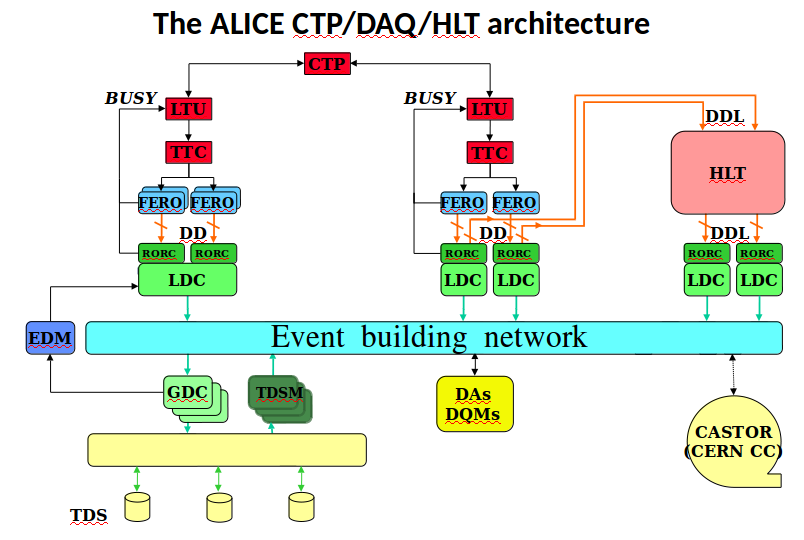 The ALICE CTP/DAQ/HLT architecture
CTP
BUSY
BUSY
LTU
LTU
DDL
TTC
TTC
HLT
FERO
FERO
FERO
FERO
DD
DD
DDL
RORC
RORC
RORC
RORC
RORC
RORC
LDC
LDC
LDC
LDC
LDC
EDM
Event building network
GDC
TDSM
DAs
DQMs
CASTOR
(CERN CC)
TDS